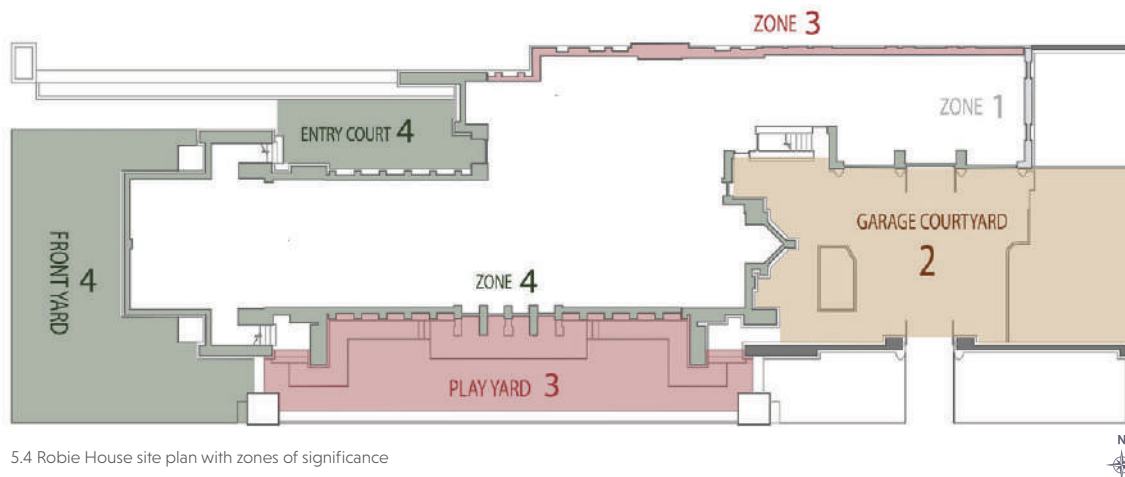 ZONE 3
ZONE 1
ENTRY COURT 4
FRONT YARD 4
GARAGE COURTYARD
2
ZONE 4
PLAY YARD 3
5.4 Robie House site plan with zones of significance
N